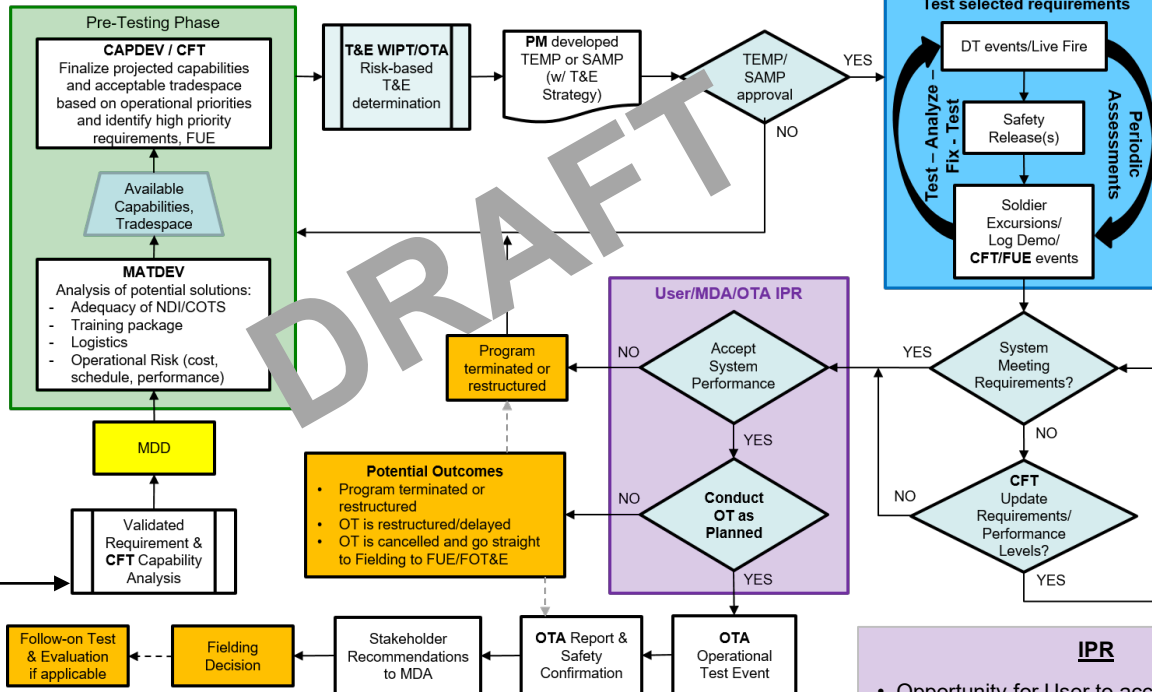 Pre-Testing Phase
CAPDEV / CFT
Finalize projected capabilities
and acceptable tradespace
based on operational priorities
and identify high priority
requirements, FUE
Available
Capabilities,
Tradespace
MATDEV
Analysis of potential solutions:
- Adequacy of NDI/COTS
- Training package
- Logistics
- Operational Risk (cost,
schedule, performance)
MDD
Validated
Requirement &
CFT Capability
Analysis
T&E WIPT/OTA
Risk-based
T&E
determination
PM developed
TEMP or SAMP
(w/ T&E
Strategy)
TEMP/
SAMP
approval
YES
NO
Test selected requirements
DT events/Live Fire
Safety
Release(s)
Soldier
Excursions/
Log Demo/
CFT/FUE events
Test – Analyze –
Fix - Test
Periodic
Assessments
DRAFT
System
Meeting
Requirements?
YES
NO
CFT
Update
Requirements/
Performance
Levels?
NO
YES
User/MDA/OTA IPR
Accept
System
Performance
NO
YES
Conduct
OT as
Planned
NO
YES
Program
terminated or
restructured
Potential Outcomes
• Program terminated or
restructured
• OT is restructured/delayed
• OT is cancelled and go straight
to Fielding to FUE/FOT&E
OTA
Operational
Test Event
OTA Report &
Safety
Confirmation
Stakeholder
Recommendations
to MDA
Fielding
Decision
Follow-on Test
& Evaluation
if applicable
IPR
• Opportunity for User to acc